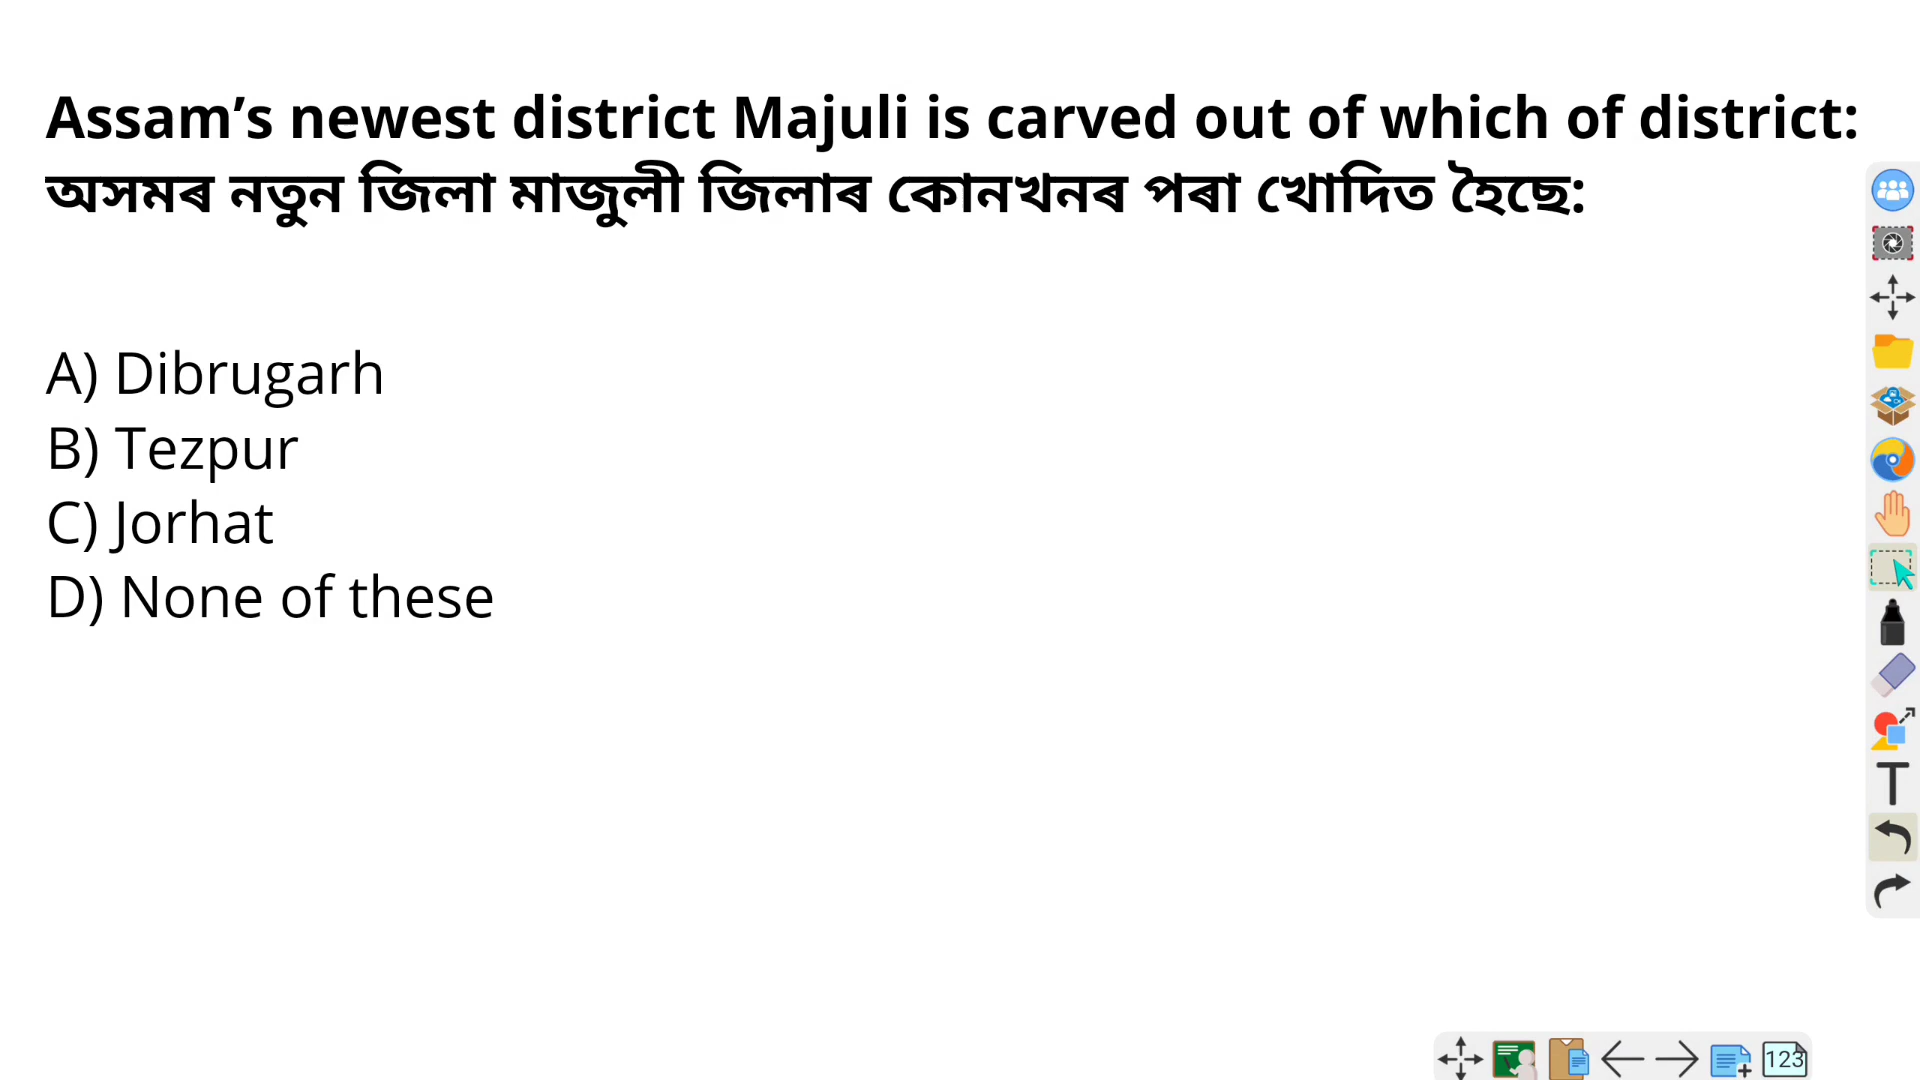 Assam’s newest district Majuli is carved out of which of district:
অসমৰ নতুন জিলা মাজুলী জিলাৰ কোনখনৰ পৰা খোদিত হৈছে:
A) Dibrugarh
B) Tezpur
C) Jorhat
D) None of these
T
123